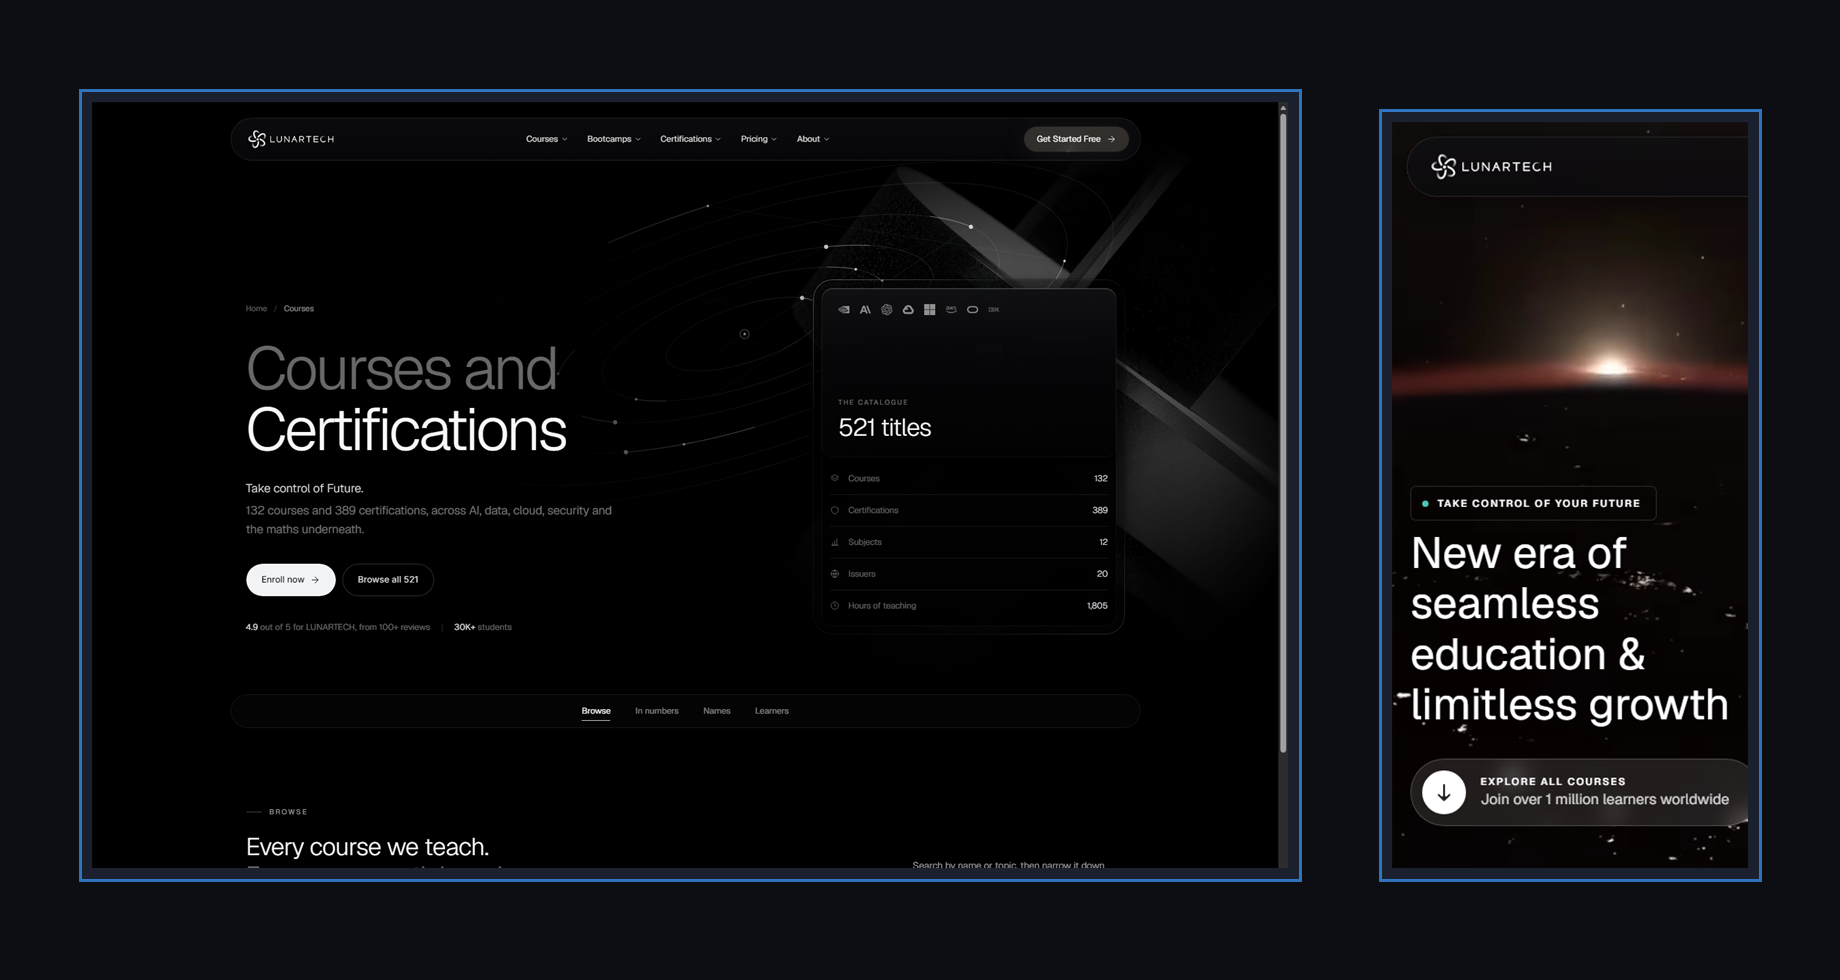 LUNARTECH
Courses
Bootcamps
Certifications
Pricing
About
Get Started Free
Home / Courses
Courses and
Certifications
Take control of Future.
132 courses and 389 certifications, across AI, data, cloud, security and
the maths underneath.
Enroll now
Browse all 521
4.9 out of 5 for LUNARTECH, from 100+ reviews
30K+ students
aws
IBM
THE CATALOGUE
521 titles
Courses 132
Certifications 389
Subjects 12
Issuers 20
Hours of teaching 1,805
Browse
In numbers
Names
Learners
BROWSE
Every course we teach.
Search by name or topic, then narrow it down
LUNARTECH
TAKE CONTROL OF YOUR FUTURE
New era of
seamless
education &
limitless growth
EXPLORE ALL COURSES
Join over 1 million learners worldwide